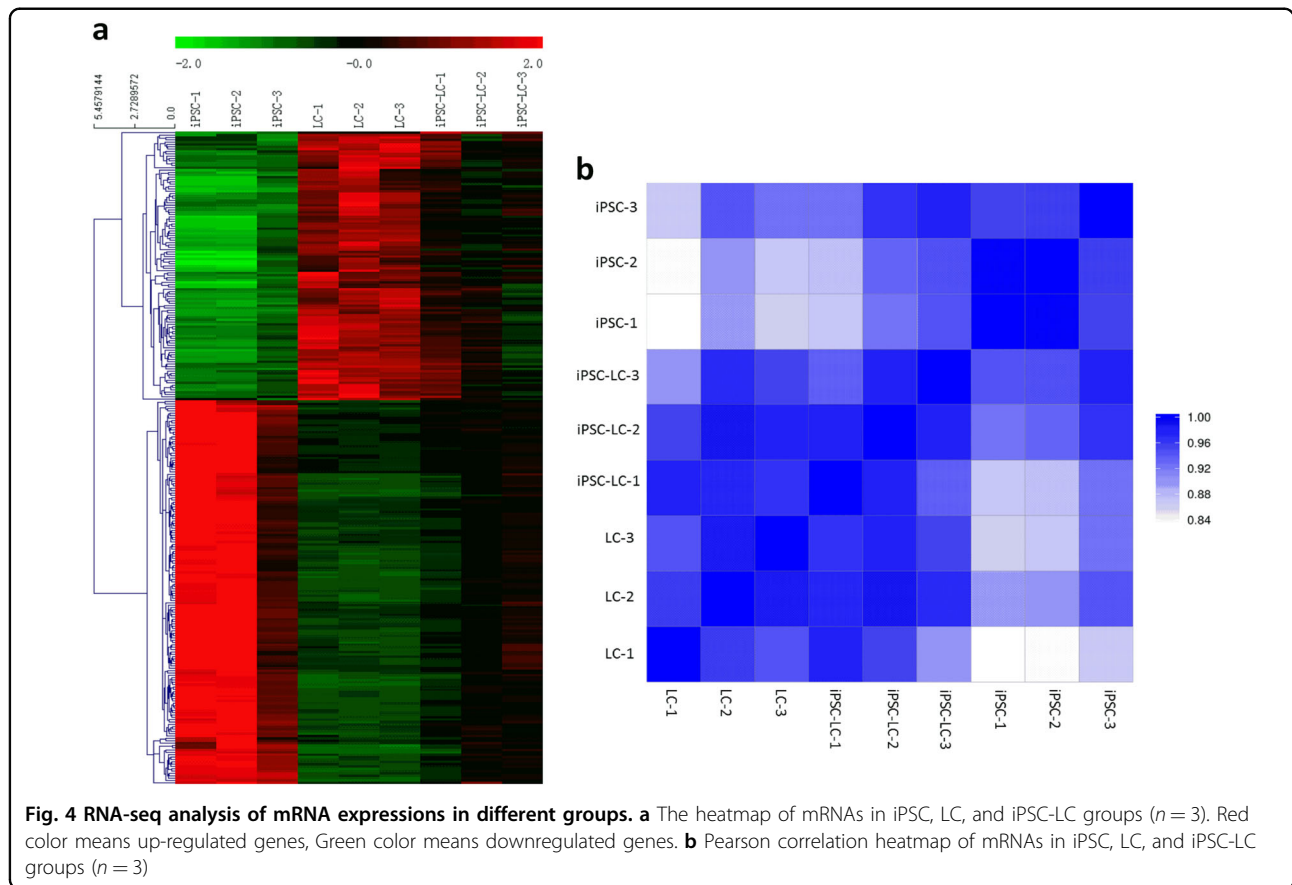 a
-2.0 -0.0 2.0
5.4579144
2.7289572
0.0
iPSC-1
iPSC-2
iPSC-3
LC-1
LC-2
LC-3
iPSC-LC-1
iPSC-LC-2
iPSC-LC-3
b
iPSC-3
iPSC-2
iPSC-1
iPSC-LC-3
iPSC-LC-2
iPSC-LC-1
LC-3
LC-2
LC-1
LC-1
LC-2
LC-3
iPSC-LC-1
iPSC-LC-2
iPSC-LC-3
iPSC-1
iPSC-2
iPSC-3
1.00
0.96
0.92
0.88
0.84
Fig. 4 RNA-seq analysis of mRNA expressions in different groups. a The heatmap of mRNAs in iPSC, LC, and iPSC-LC groups (n = 3). Red
color means up-regulated genes, Green color means downregulated genes. b Pearson correlation heatmap of mRNAs in iPSC, LC, and iPSC-LC
groups (n = 3)